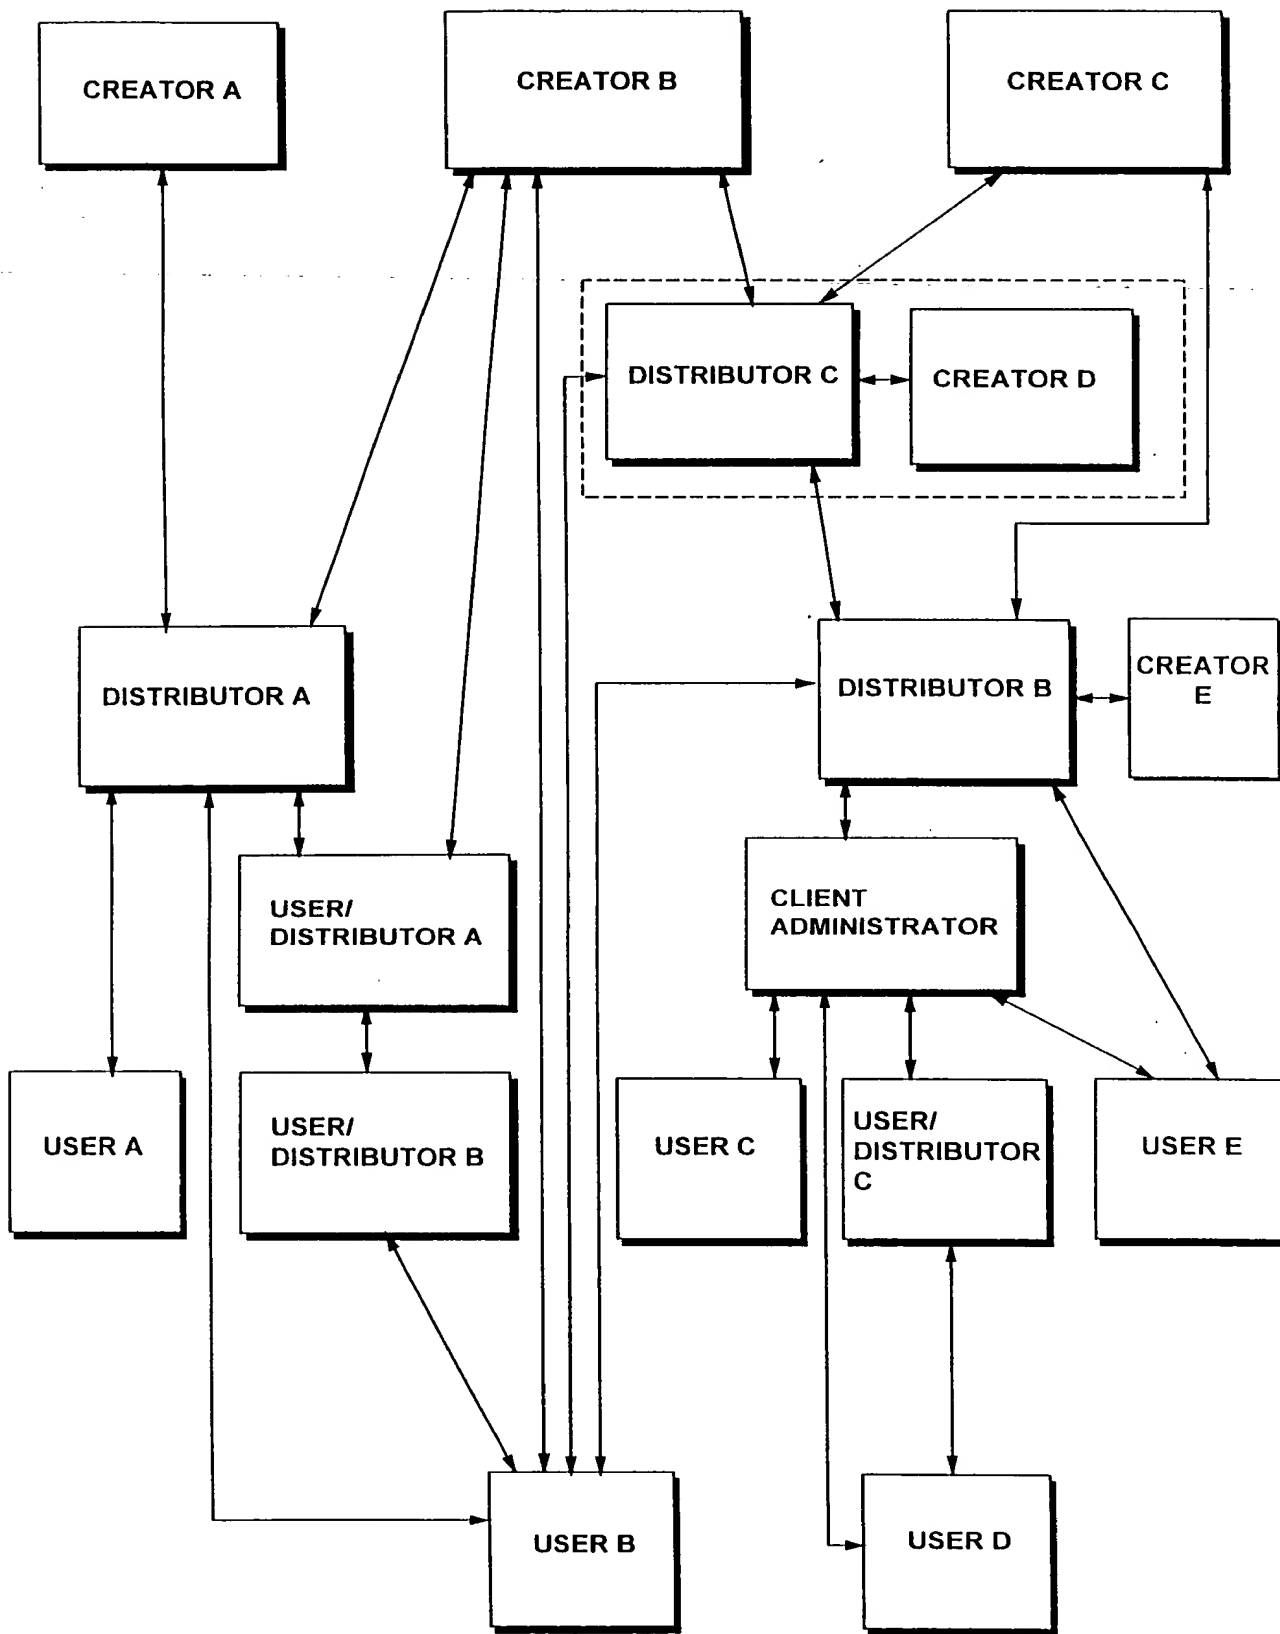 CREATOR A
CREATOR B
CREATOR C
DISTRIBUTOR C
CREATOR D
DISTRIBUTOR A
DISTRIBUTOR B
CREATOR
E
USER/
DISTRIBUTOR A
CLIENT
ADMINISTRATOR
USER A
USER/
DISTRIBUTOR B
USER C
USER/
DISTRIBUTOR
C
USER E
USER B
USER D